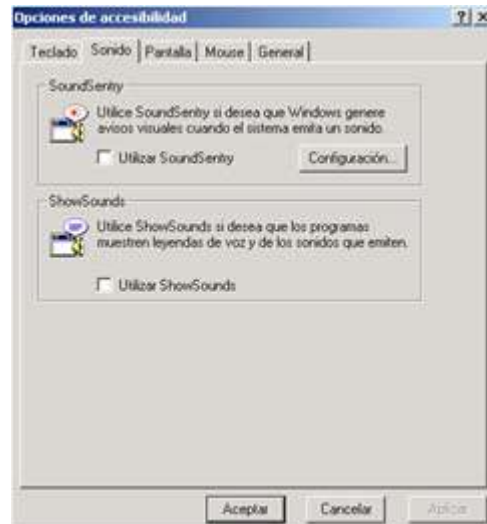 Opciones de accesibilidad
Teclado Sonido Pantalla Mouse General
SoundSentry
Utilice SoundSentry si desea que Windows genere
avisos visuales cuando el sistema emita un sonido.
Utilizar SoundSentry Configuración...
ShowSounds
Utilice ShowSounds si desea que los programas
muestren leyendas de voz y de los sonidos que emiten.
Utilizar ShowSounds
Aceptar Cancelar Aplicar